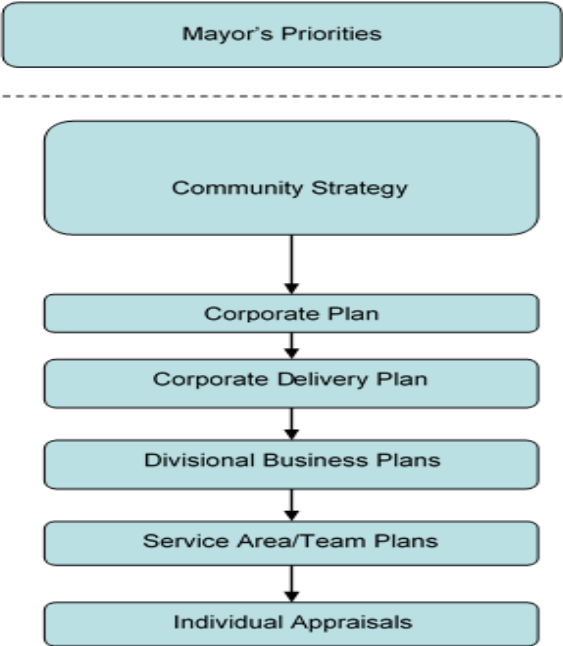 Mayor's Priorities
Community Strategy
Corporate Plan
Corporate Delivery Plan
Divisional Business Plans
Service Area/Team Plans
Individual Appraisals